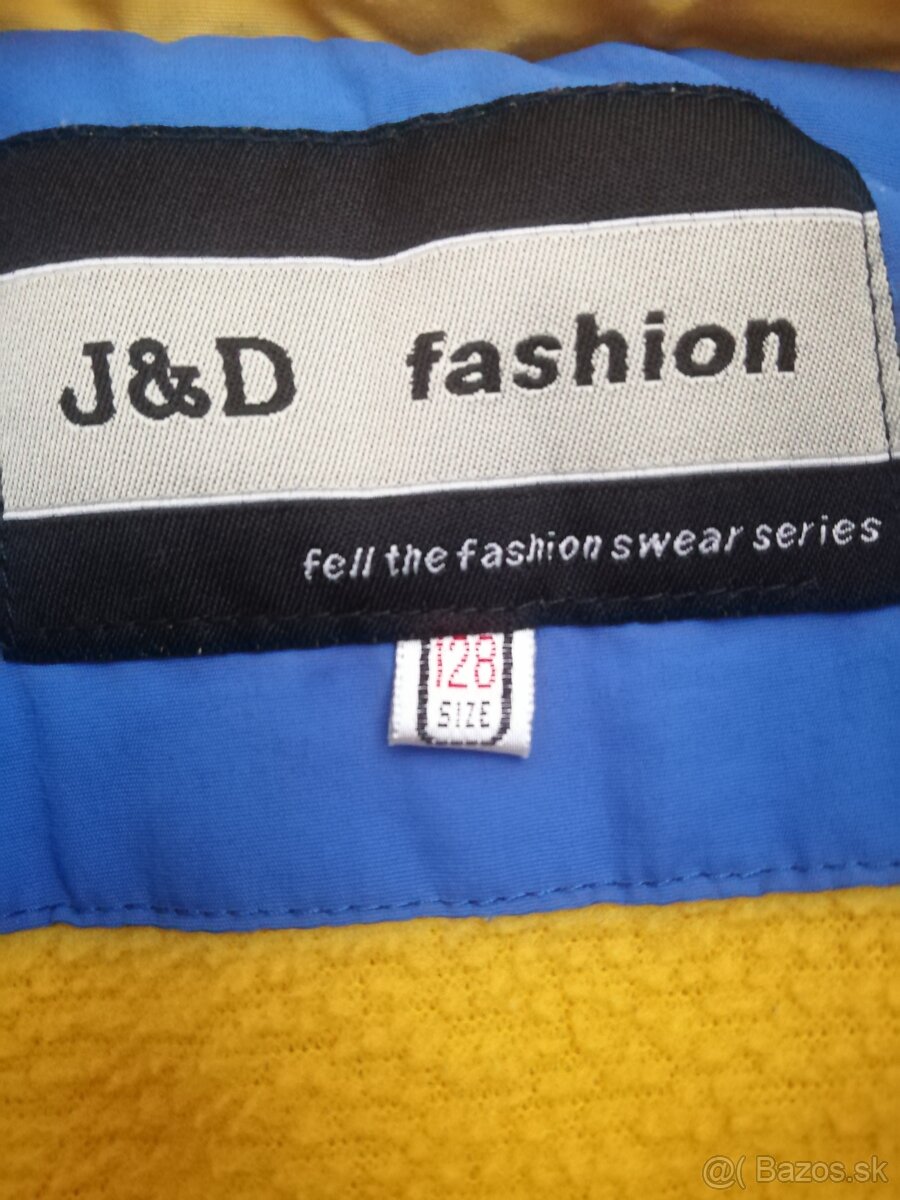 J&D fashion
fell the fashion swear series
128
SIZE
@( Bazos.sk